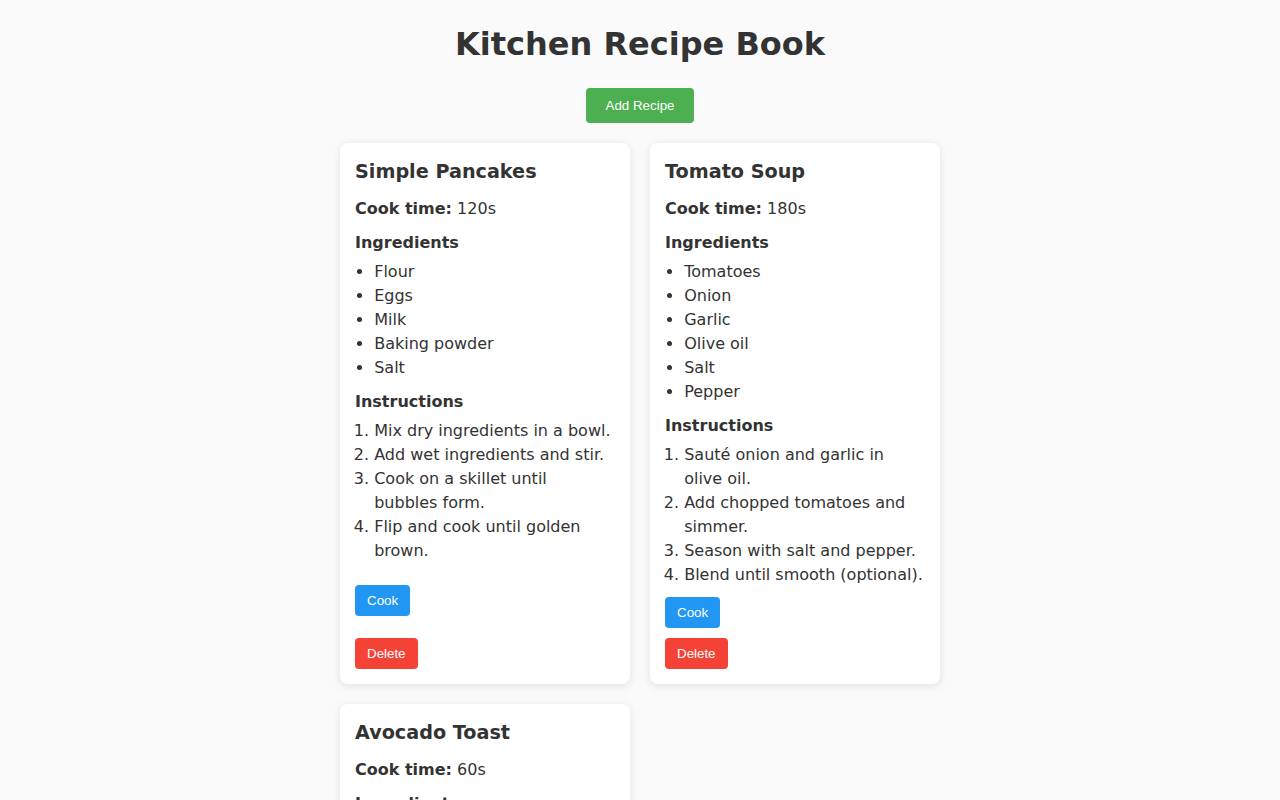 Kitchen Recipe Book
Add Recipe
Simple Pancakes
Cook time: 120s
Ingredients
• Flour
• Eggs
• Milk
• Baking powder
• Salt
Instructions
1. Mix dry ingredients in a bowl.
2. Add wet ingredients and stir.
3. Cook on a skillet until
bubbles form.
4. Flip and cook until golden
brown.
Cook
Delete
Tomato Soup
Cook time: 180s
Ingredients
• Tomatoes
• Onion
• Garlic
• Olive oil
• Salt
• Pepper
Instructions
1. Sauté onion and garlic in
olive oil.
2. Add chopped tomatoes and
simmer.
3. Season with salt and pepper.
4. Blend until smooth (optional).
Cook
Delete
Avocado Toast
Cook time: 60s